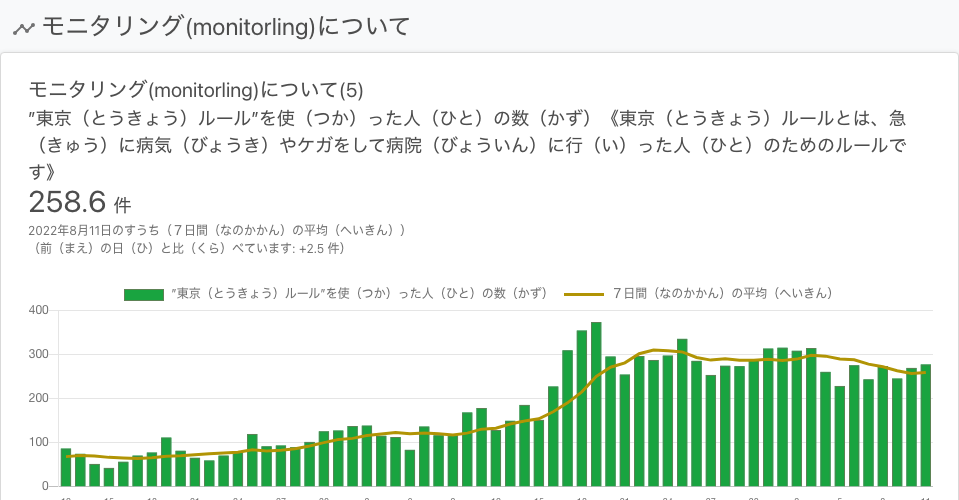 モニタリング(monitorling)について
モニタリング(monitorling)について(5)
”東京（とうきょう）ルール”を使（つか）った人（ひと）の数（かず）《東京（とうきょう）ルールとは、急
（きゅう）に病気（びょうき）やケガをして病院（びょういん）に行（い）った人（ひと）のためのルールで
す》
258.6 件
2022年8月11日のすうち（７日間（なのかかん）の平均（へいきん））
（前（まえ）の日（ひ）と比（くら）べています: +2.5 件）
”東京（とうきょう）ルール”を使（つか）った人（ひと）の数（かず） ７日間（なのかかん）の平均（へいきん）
400
300
200
100
0